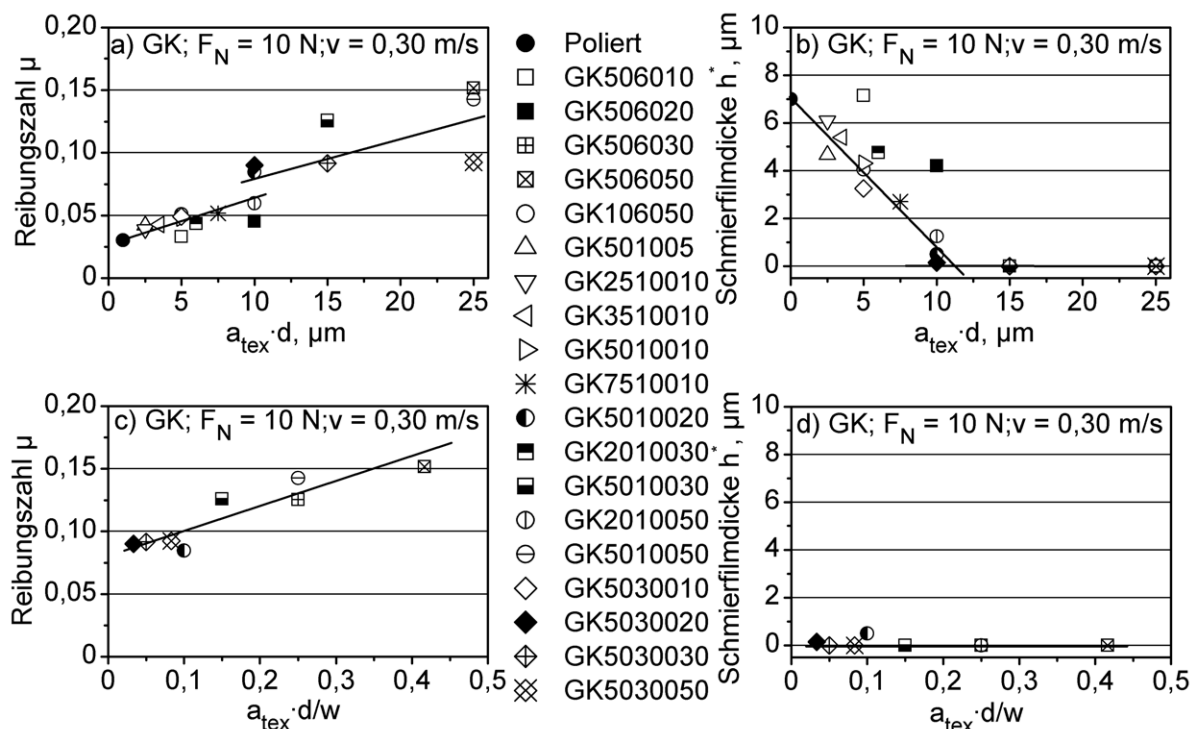 0,20
0,15
0,10
0,05
0
Reibungszahl µ
a) GK; F_N = 10 N;v = 0,30 m/s
0 5 10 15 20 25
a_tex·d, µm
Poliert
GK506010
GK506020
GK506030
GK506050
GK106050
GK501005
GK2510010
GK3510010
GK5010010
GK7510010
GK5010020
GK2010030
GK5010030
GK2010050
GK5010050
GK5030010
GK5030020
GK5030030
GK5030050
10
8
6
4
2
0
Schmierfilmdicke h*, µm
b) GK; F_N = 10 N;v = 0,30 m/s
0 5 10 15 20 25
a_tex·d, µm
0,20
0,15
0,10
0,05
0
Reibungszahl µ
c) GK; F_N = 10 N;v = 0,30 m/s
0 0,1 0,2 0,3 0,4 0,5
a_tex·d/w
10
8
6
4
2
0
Schmierfilmdicke h*, µm
d) GK; F_N = 10 N;v = 0,30 m/s
0 0,1 0,2 0,3 0,4 0,5
a_tex·d/w